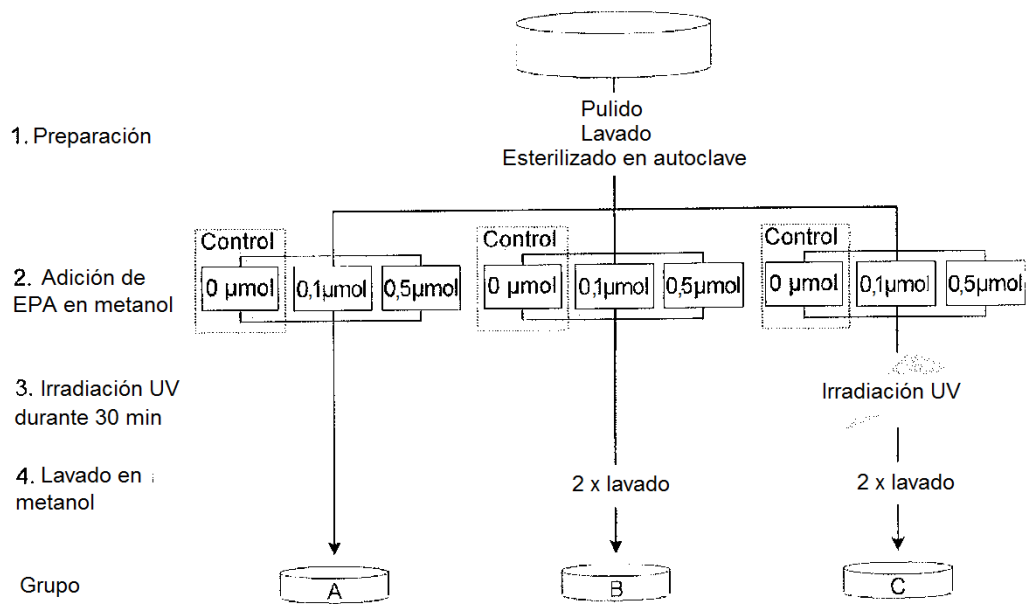 Pulido
Lavado
Esterilizado en autoclave
1. Preparación
Control
Control
Control
2. Adición de
EPA en metanol
0 µmol
0,1µmol
0,5µmol
0 µmol
0,1µmol
0,5µmol
0 µmol
0,1µmol
0,5µmol
3. Irradiación UV
durante 30 min
Irradiación UV
4. Lavado en
metanol
2 x lavado
2 x lavado
Grupo
A
B
C